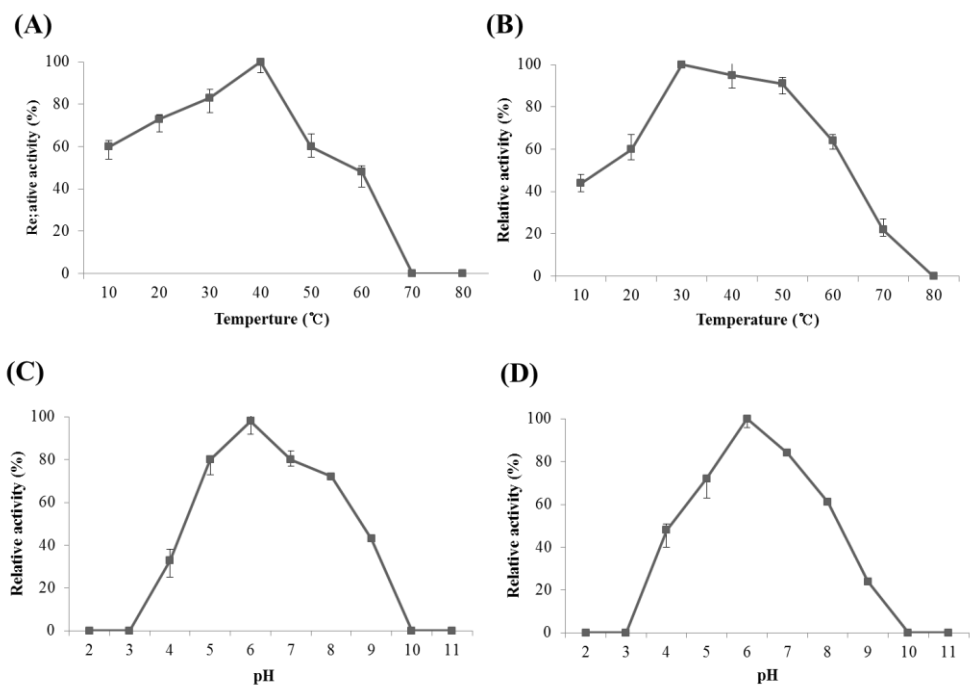 (A)
(B)
100
80
60
40
20
0
Re;ative activity (%)
10 20 30 40 50 60 70 80
Temperture (℃)
100
80
60
40
20
0
Relative activity (%)
10 20 30 40 50 60 70 80
Temperature (℃)
(C)
(D)
100
80
60
40
20
0
Relative activity (%)
2 3 4 5 6 7 8 9 10 11
pH
100
80
60
40
20
0
Relative activity (%)
2 3 4 5 6 7 8 9 10 11
pH